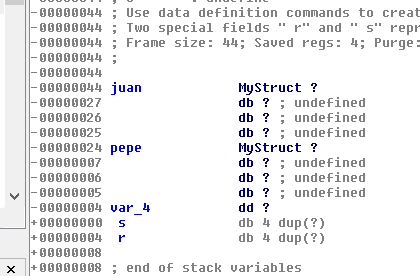 -00000044 ; Use data definition commands to creat
-00000044 ; Two special fields " r" and " s" repr
-00000044 ; Frame size: 44; Saved regs: 4; Purge:
-00000044 ;
-00000044
-00000044 juan MyStruct ?
-00000027 db ? ; undefined
-00000026 db ? ; undefined
-00000025 db ? ; undefined
-00000024 pepe MyStruct ?
-00000007 db ? ; undefined
-00000006 db ? ; undefined
-00000005 db ? ; undefined
-00000004 var_4 dd ?
+00000000 s db 4 dup(?)
+00000004 r db 4 dup(?)
+00000008
+00000008 ; end of stack variables